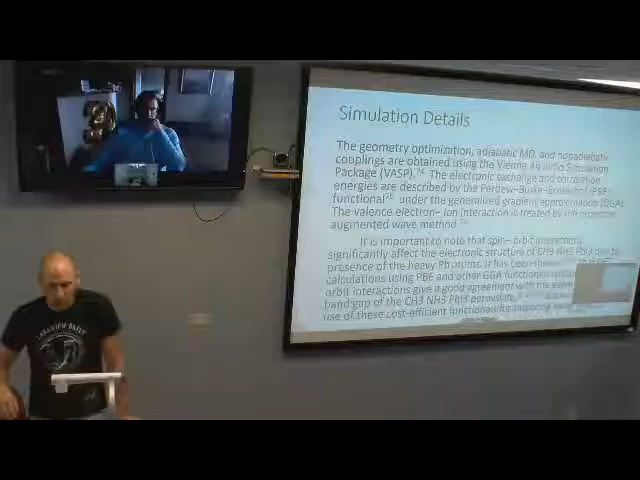 Simulation Details
The geometry optimization, adiabatic MD, and nonadiabatic
couplings are obtained using the Vienna Ab initio Simulation
Package (VASP).74 The electronic exchange and correlation
energies are described by the Perdew-Burke-Ernzerhof (PBE)
functional75 under the generalized gradient approximation (GGA).
The valence electron- ion interaction is treated by the
augmented wave method.
It is important to note that spin- orbit interactions
significantly affect the electronic structure of CH3 NH3 PbI3 due to
presence of the heavy Pb atoms. It has been
calculations using PBE and other GGA functionals
orbit interactions give a good agreement with the
band gap of the CH3 NH3 PbI3 perovskite.
use of these cost-efficient functionals for